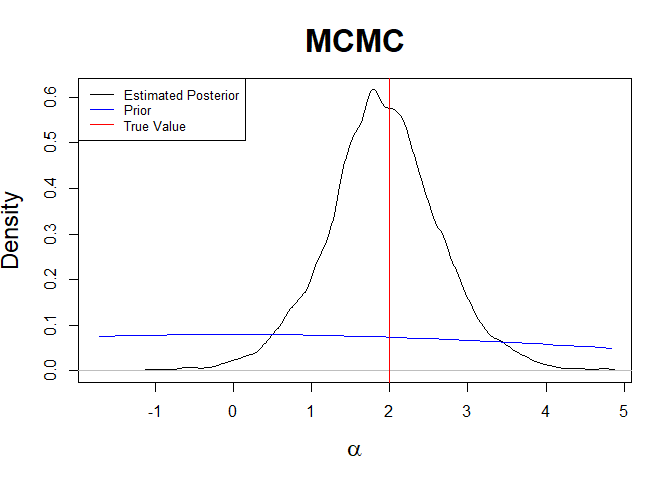 MCMC
Estimated Posterior
Prior
True Value
Density
0.0 0.1 0.2 0.3 0.4 0.5 0.6
-1 0 1 2 3 4 5
α